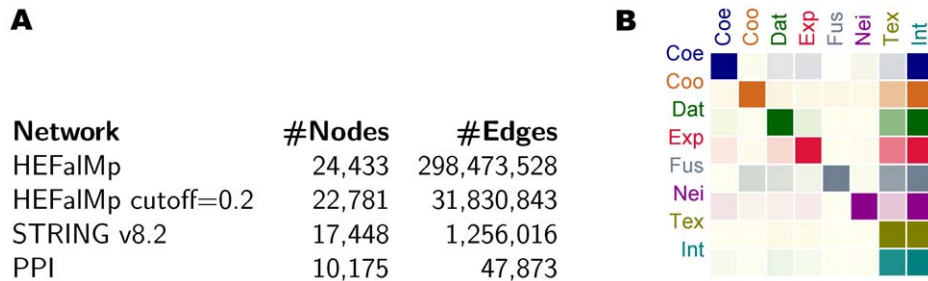 A
Network #Nodes #Edges
HEFalMp 24,433 298,473,528
HEFalMp cutoff=0.2 22,781 31,830,843
STRING v8.2 17,448 1,256,016
PPI 10,175 47,873
B
Coe Coo Dat Exp Fus Nei Tex Int
Coe
Coo
Dat
Exp
Fus
Nei
Tex
Int